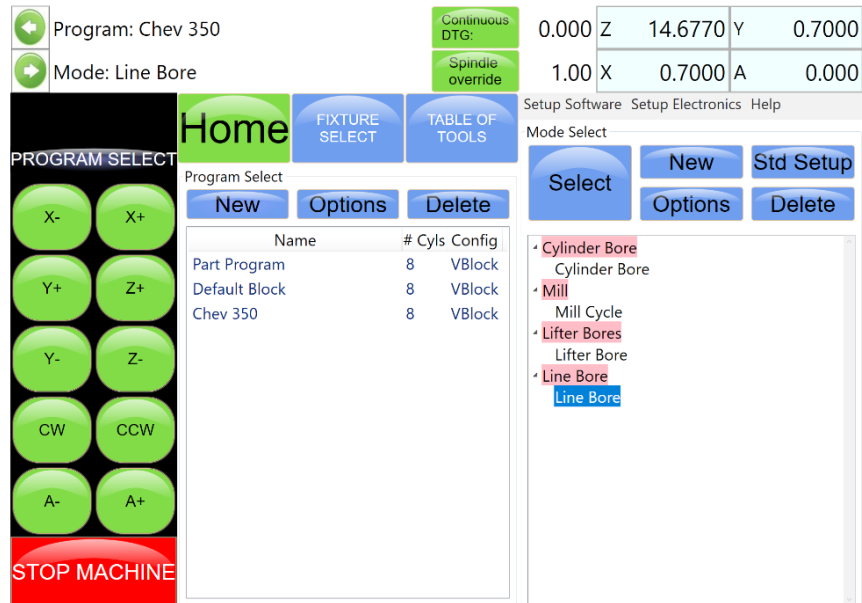 Program: Chev 350
Mode: Line Bore
Continuous DTG:
0.000 Z 14.6770 Y 0.7000
Spindle override
1.00 X 0.7000 A 0.000
PROGRAM SELECT
X- X+
Y+ Z+
Y- Z-
CW CCW
A- A+
STOP MACHINE
Home
FIXTURE SELECT
TABLE OF TOOLS
Program Select
New Options Delete
Name # Cyls Config
Part Program 8 VBlock
Default Block 8 VBlock
Chev 350 8 VBlock
Setup Software Setup Electronics Help
Mode Select
Select
New Std Setup
Options Delete
Cylinder Bore
Cylinder Bore
Mill
Mill Cycle
Lifter Bores
Lifter Bore
Line Bore
Line Bore